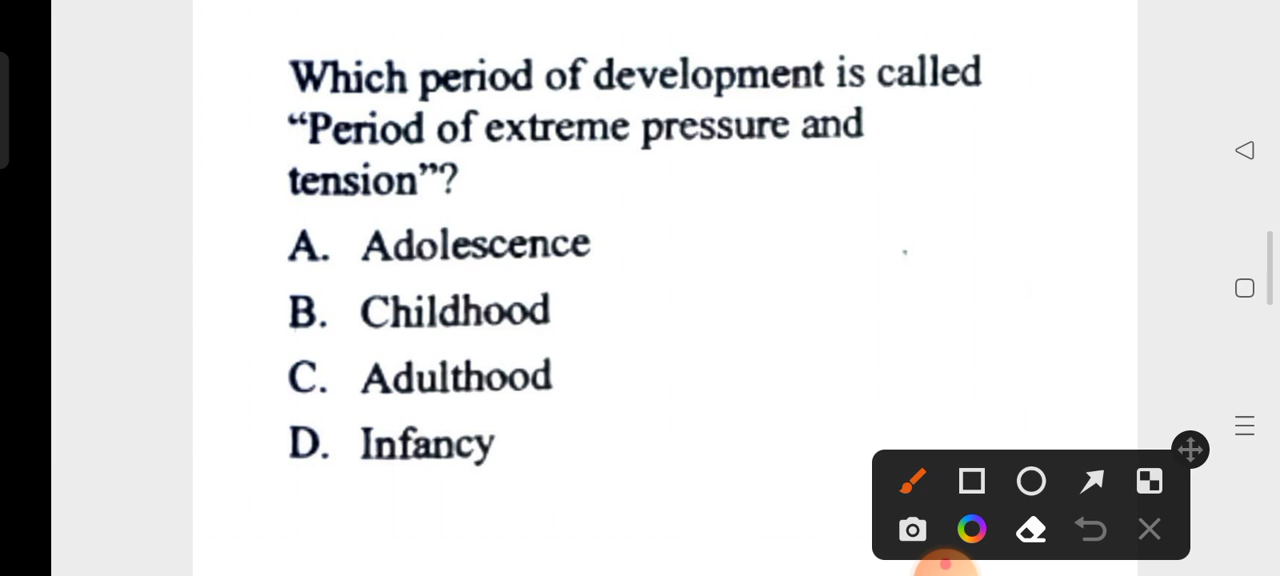 Which period of development is called
“Period of extreme pressure and
tension”?
A. Adolescence
B. Childhood
C. Adulthood
D. Infancy